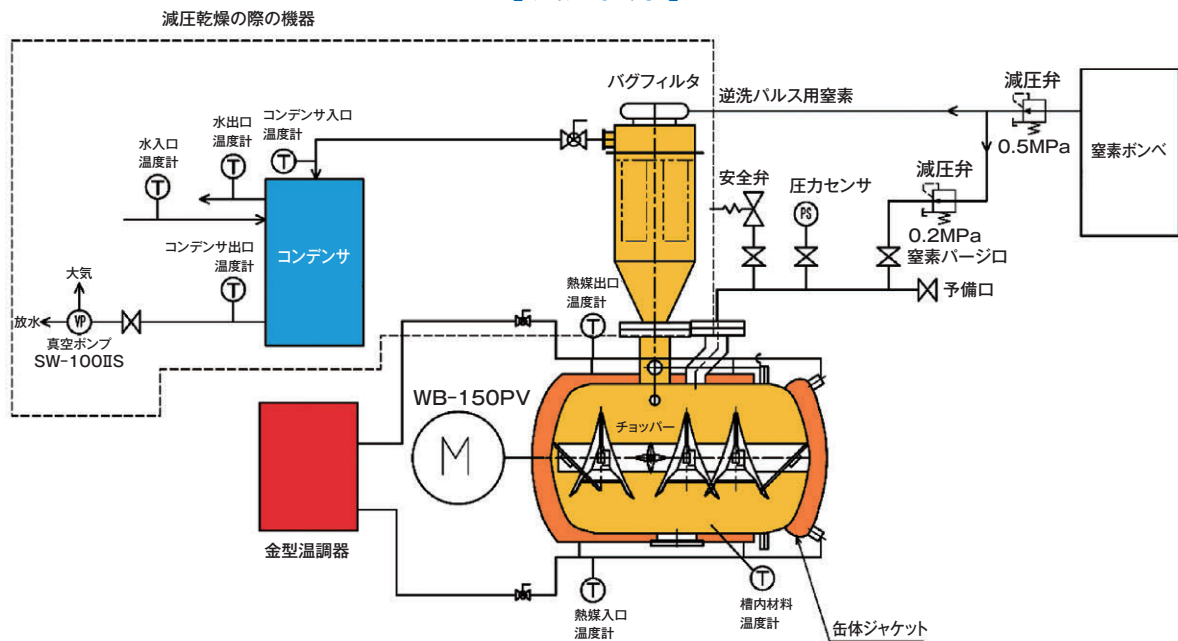 減圧乾燥の際の機器
バグフィルタ
逆洗パルス用窒素
減圧弁
0.5MPa
窒素ボンベ
水出口
温度計
コンデンサ入口
温度計
水入口
温度計
T
T
T
安全弁
圧力センサ
PS
減圧弁
0.2MPa
窒素パージ口
予備口
コンデンサ
コンデンサ出口
温度計
T
大気
放水
VP
真空ポンプ
SW-100IIS
熱媒出口
温度計
T
WB-150PV
M
チョッパー
金型温調器
T
熱媒入口
温度計
T
槽内材料
温度計
缶体ジャケット